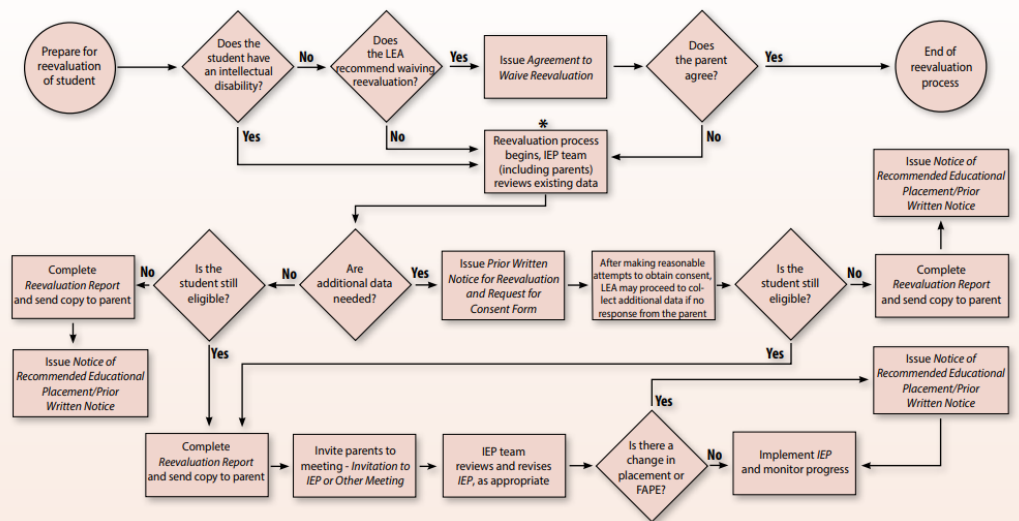 Prepare for
reevaluation
of student
Does the
student have
an intellectual
disability?
No
Does
the LEA
recommend waiving
reevaluation?
Yes
Issue Agreement to
Waive Reevaluation
Does
the parent
agree?
Yes
End of
reevaluation
process
Yes
No
No
*
Reevaluation process
begins, IEP team
(including parents)
reviews existing data
Issue Notice of
Recommended Educational
Placement/Prior
Written Notice
Complete
Reevaluation Report
and send copy to parent
No
Is the
student still
eligible?
No
Are
additional data
needed?
Yes
Issue Prior Written
Notice for Reevaluation
and Request for
Consent Form
After making reasonable
attempts to obtain consent,
LEA may proceed to col-
lect additional data if no
response from the parent
Is the
student still
eligible?
No
Complete
Reevaluation Report
and send copy to parent
Issue Notice of
Recommended Educational
Placement/Prior
Written Notice
Yes
Yes
Complete
Reevaluation Report
and send copy to parent
Invite parents to
meeting - Invitation to
IEP or Other Meeting
IEP team
reviews and revises
IEP, as appropriate
Is there a
change in
placement or
FAPE?
Yes
No
Implement IEP
and monitor progress
Issue Notice of
Recommended Educational
Placement/Prior
Written Notice